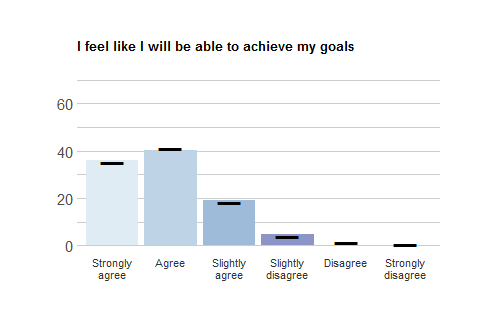 I feel like I will be able to achieve my goals
60
40
20
0
Strongly
agree
Agree
Slightly
agree
Slightly
disagree
Disagree
Strongly
disagree